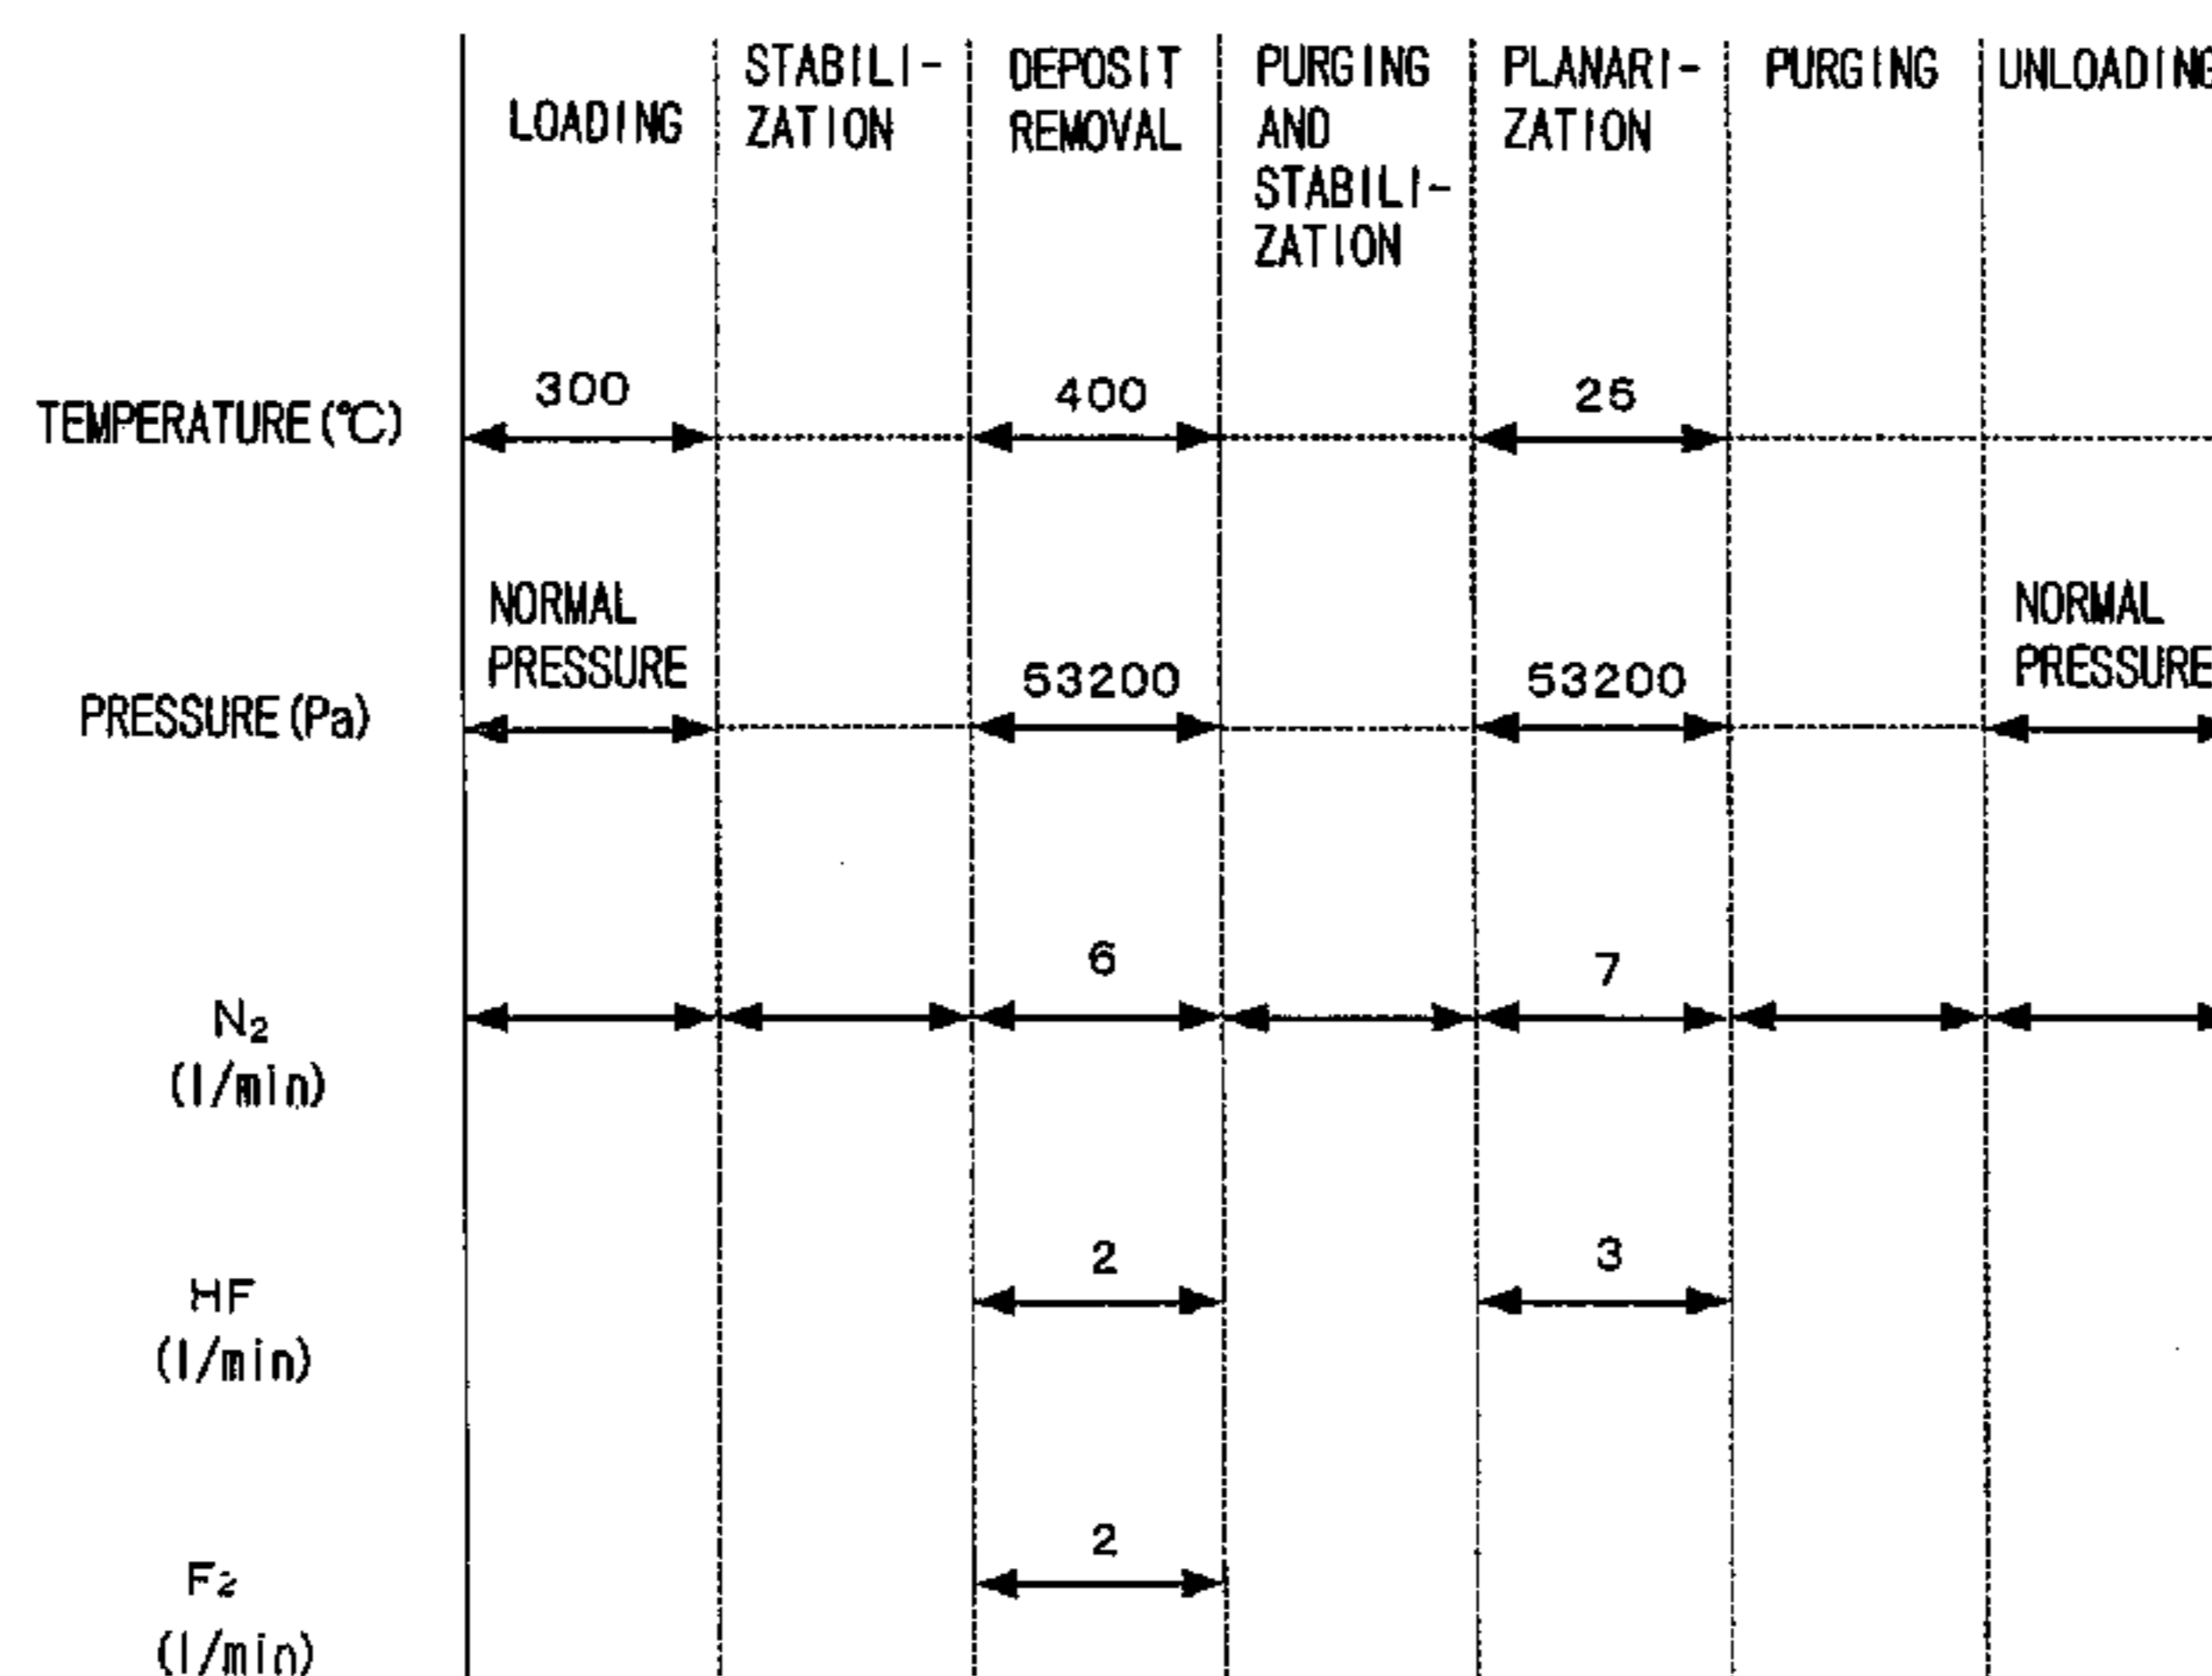 LOADING
STABILI-
ZATION
DEPOSIT
REMOVAL
PURGING
AND
STABILI-
ZATION
PLANARI-
ZATION
PURGING
UNLOADING
TEMPERATURE(℃)
300
400
25
PRESSURE(Pa)
NORMAL
PRESSURE
53200
53200
NORMAL
PRESSURE
N₂
(l/min)
6
7
HF
(l/min)
2
3
F₂
(l/min)
2